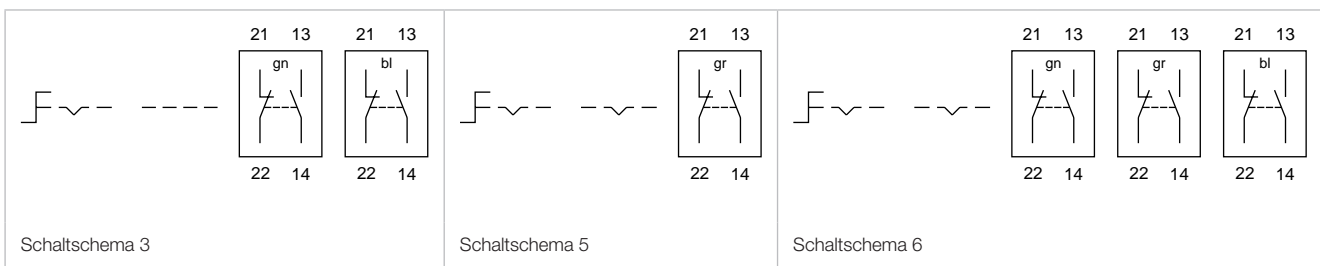 21 13 21 13 21 13 21 13 21 13 21 13
gn bl gr gn gr bl
22 14 22 14 22 14 22 14 22 14 22 14
Schaltschema 3 Schaltschema 5 Schaltschema 6